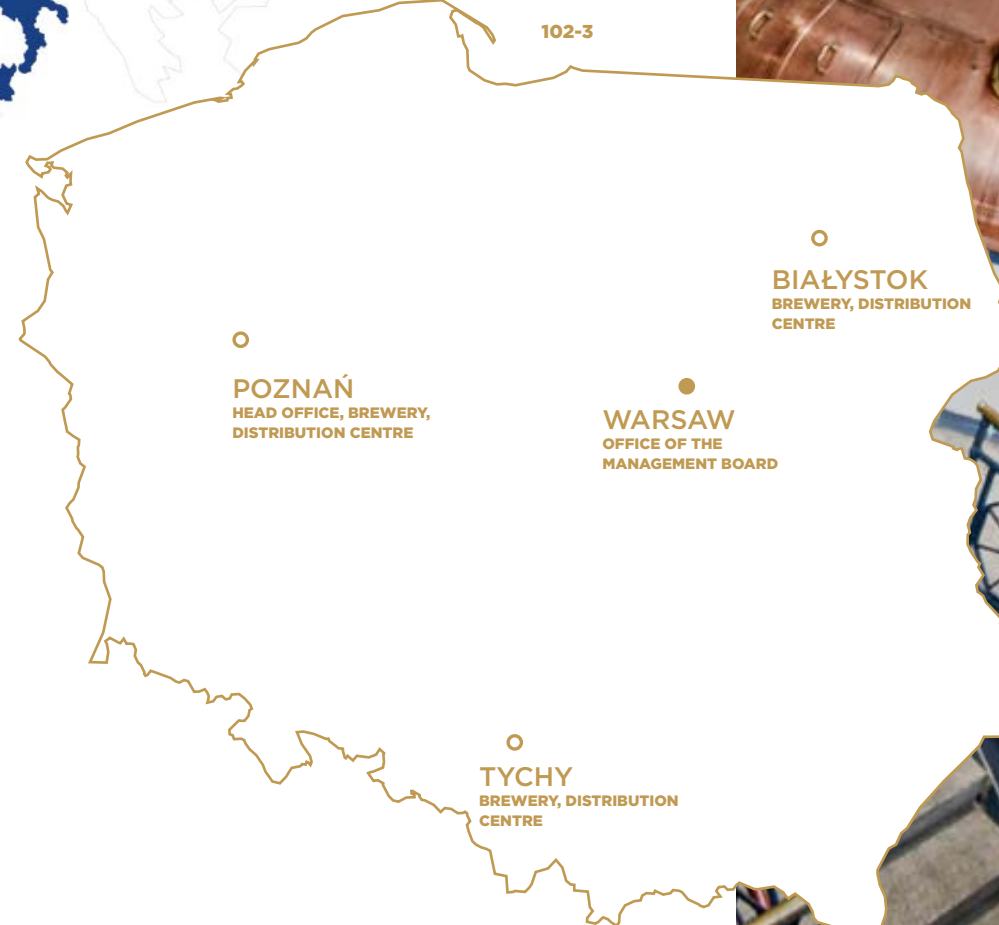 102-3
BIAŁYSTOK
BREWERY, DISTRIBUTION
CENTRE
POZNAŃ
HEAD OFFICE, BREWERY,
DISTRIBUTION CENTRE
WARSAW
OFFICE OF THE
MANAGEMENT BOARD
TYCHY
BREWERY, DISTRIBUTION
CENTRE